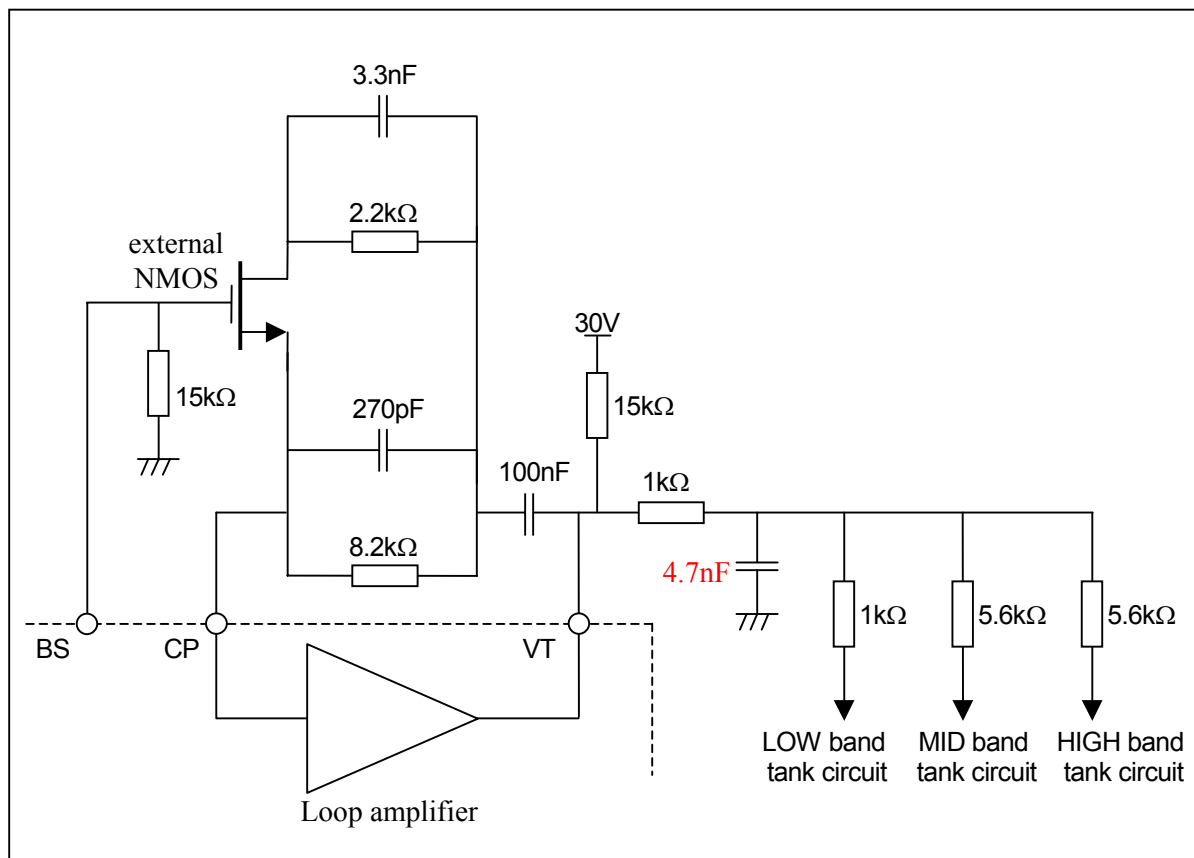 3.3nF
2.2kΩ
external
NMOS
30V
15kΩ
270pF
15kΩ
100nF
1kΩ
8.2kΩ
4.7nF
1kΩ
5.6kΩ
5.6kΩ
BS
CP
VT
LOW band
tank circuit
MID band
tank circuit
HIGH band
tank circuit
Loop amplifier